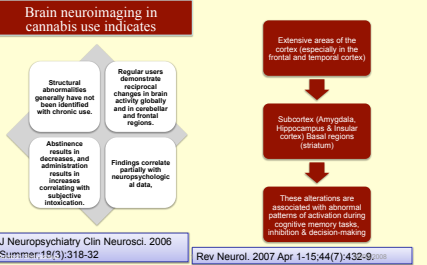 Brain neuroimaging in
cannabis use indicates
Structural
abnormalities
generally have not
been identified
with chronic use.
Regular users
demonstrate
reciprocal
changes in brain
activity globally
and in cerebellar
and frontal
regions.
Abstinence
results in
decreases, and
administration
results in
increases
correlating with
subjective
intoxication.
Findings correlate
partially with
neuropsychologic
al data,
J Neuropsychiatry Clin Neurosci. 2006
Summer;18(3):318-32
Extensive areas of the
cortex (especially in the
frontal and temporal cortex)
Subcortex (Amygdala,
Hippocampus & Insular
cortex) Basal regions
(striatum)
These alterations are
associated with abnormal
patterns of activation during
cognitive memory tasks,
inhibition & decision-making
Rev Neurol. 2007 Apr 1-15;44(7):432-9.